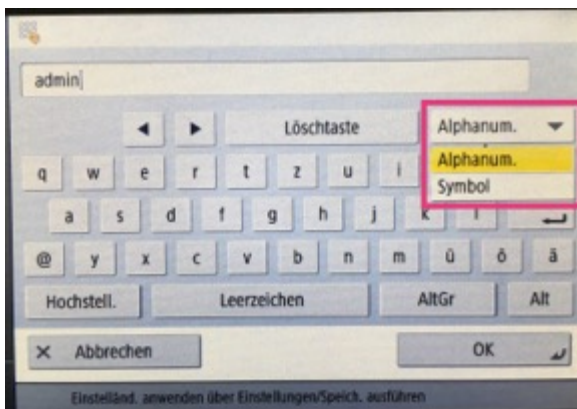 admin
◄ ► Löschtaste Alphanum.
Alphanum.
Symbol
q w e r t z u i
a s d f g h j k l
@ y x c v b n m ü ö ä
Hochstell. Leerzeichen AltGr Alt
× Abbrechen OK
Einstelländ. anwenden über Einstellungen/Speich. ausführen